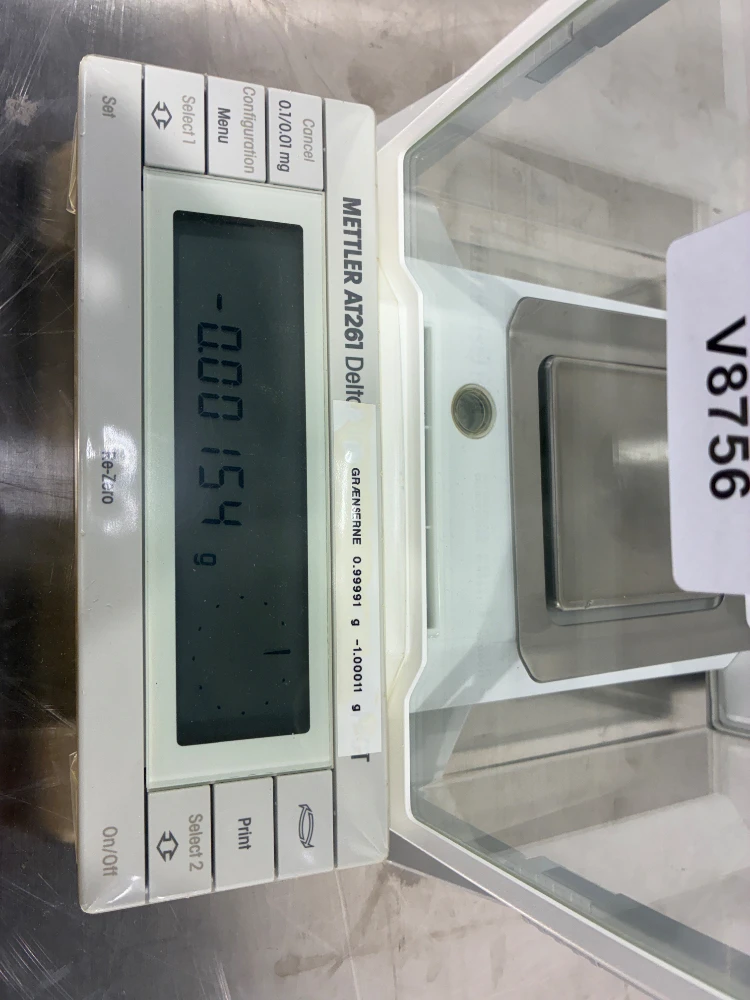 METTLER AT261 Delta
GRÆNSERNE 0.99991 g -1.00011 g
T
Cancel
0.1/0.01 mg
Configuration
Menu
Select 1
Set
-0.00154 g
Re-Zero
Print
Select 2
On/Off
V8756